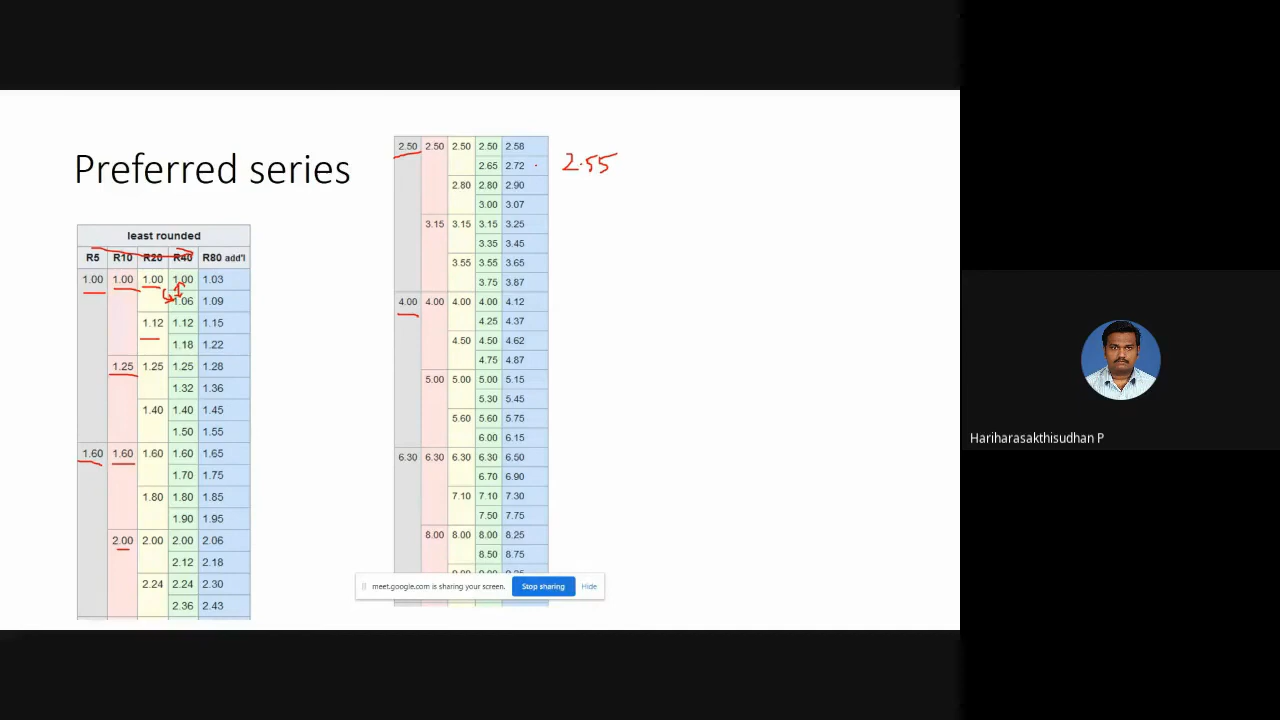 Preferred series
least rounded
R5 R10 R20 R40 R80 add'l
1.00 1.00 1.00 1.00 1.03
1.06 1.09
1.12 1.12 1.15
1.18 1.22
1.25 1.25 1.25 1.28
1.32 1.36
1.40 1.40 1.45
1.50 1.55
1.60 1.60 1.60 1.60 1.65
1.70 1.75
1.80 1.80 1.85
1.90 1.95
2.00 2.00 2.00 2.06
2.12 2.18
2.24 2.24 2.30
2.36 2.43
2.50 2.50 2.50 2.50 2.58
2.65 2.72
2.55
2.80 2.80 2.90
3.00 3.07
3.15 3.15 3.15 3.25
3.35 3.45
3.55 3.55 3.65
3.75 3.87
4.00 4.00 4.00 4.00 4.12
4.25 4.37
4.50 4.50 4.62
4.75 4.87
5.00 5.00 5.00 5.15
5.30 5.45
5.60 5.60 5.75
6.00 6.15
6.30 6.30 6.30 6.30 6.50
6.70 6.90
7.10 7.10 7.30
7.50 7.75
8.00 8.00 8.00 8.25
8.50 8.75
meet.google.com is sharing your screen. Stop sharing Hide
Hariharasakthisudhan P